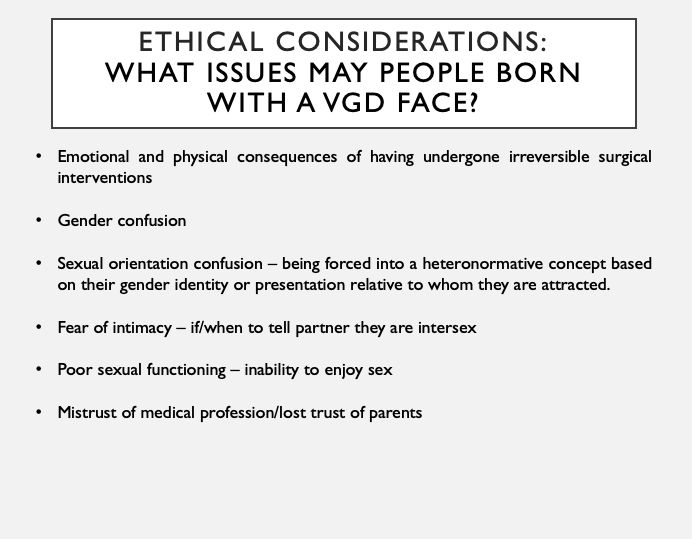 ETHICAL CONSIDERATIONS:
WHAT ISSUES MAY PEOPLE BORN
WITH A VGD FACE?
• Emotional and physical consequences of having undergone irreversible surgical
interventions
• Gender confusion
• Sexual orientation confusion – being forced into a heteronormative concept based
on their gender identity or presentation relative to whom they are attracted.
• Fear of intimacy – if/when to tell partner they are intersex
• Poor sexual functioning – inability to enjoy sex
• Mistrust of medical profession/lost trust of parents